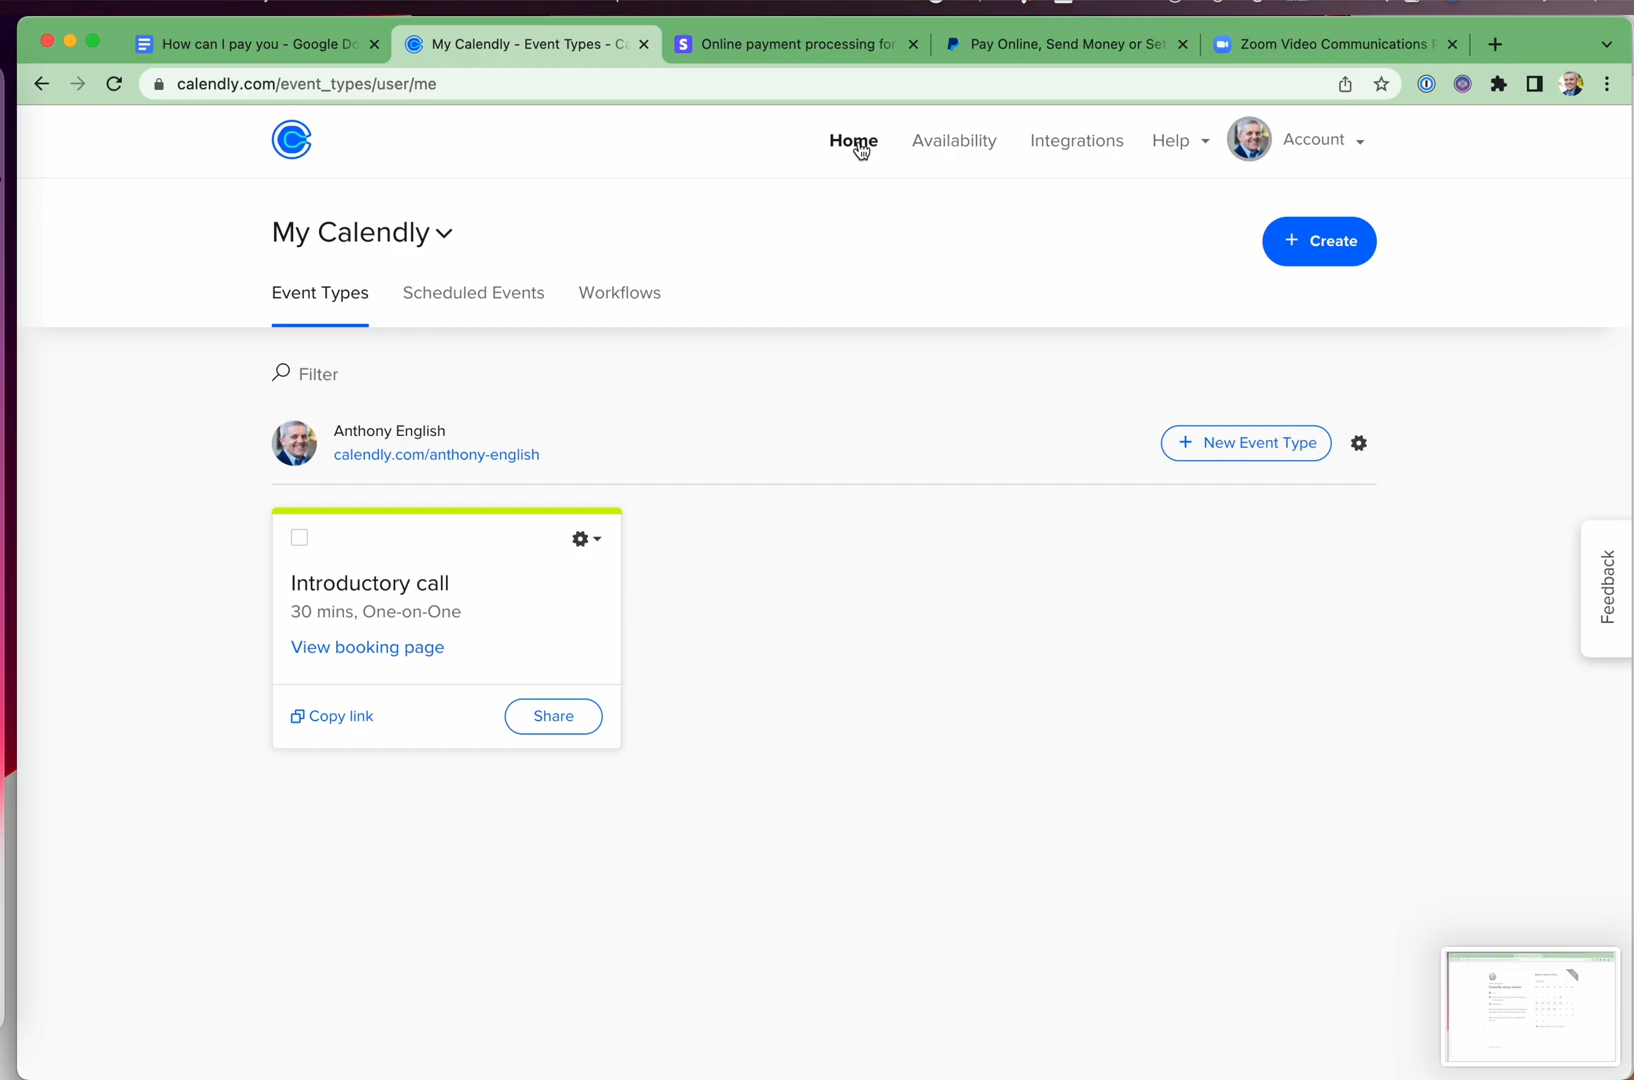 How can I pay you - Google Do
My Calendly - Event Types - Ca
Online payment processing for
Pay Online, Send Money or Set
Zoom Video Communications
calendly.com/event_types/user/me
Home
Availability
Integrations
Help
Account
My Calendly
+ Create
Event Types
Scheduled Events
Workflows
Filter
Anthony English
calendly.com/anthony-english
+ New Event Type
Introductory call
30 mins, One-on-One
View booking page
Copy link
Share
Feedback